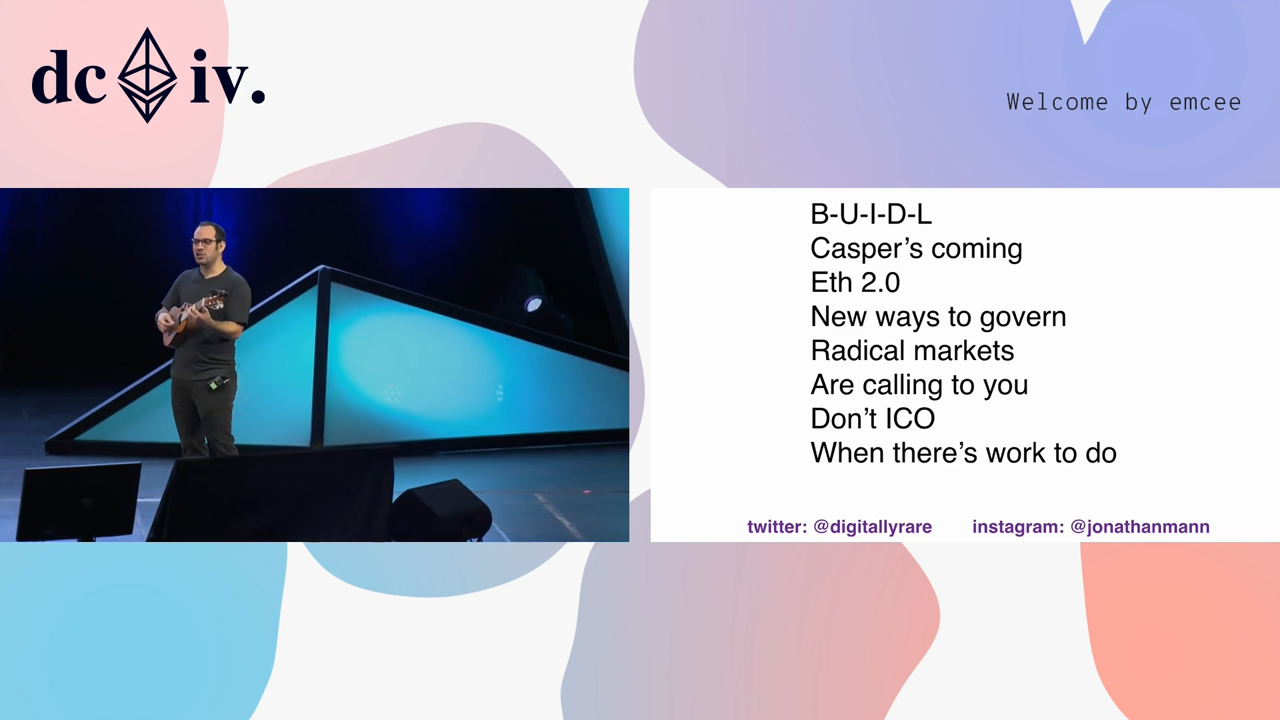 dc iv.
Welcome by emcee
B-U-I-D-L
Casper’s coming
Eth 2.0
New ways to govern
Radical markets
Are calling to you
Don’t ICO
When there’s work to do
twitter: @digitallyrare instagram: @jonathanmann